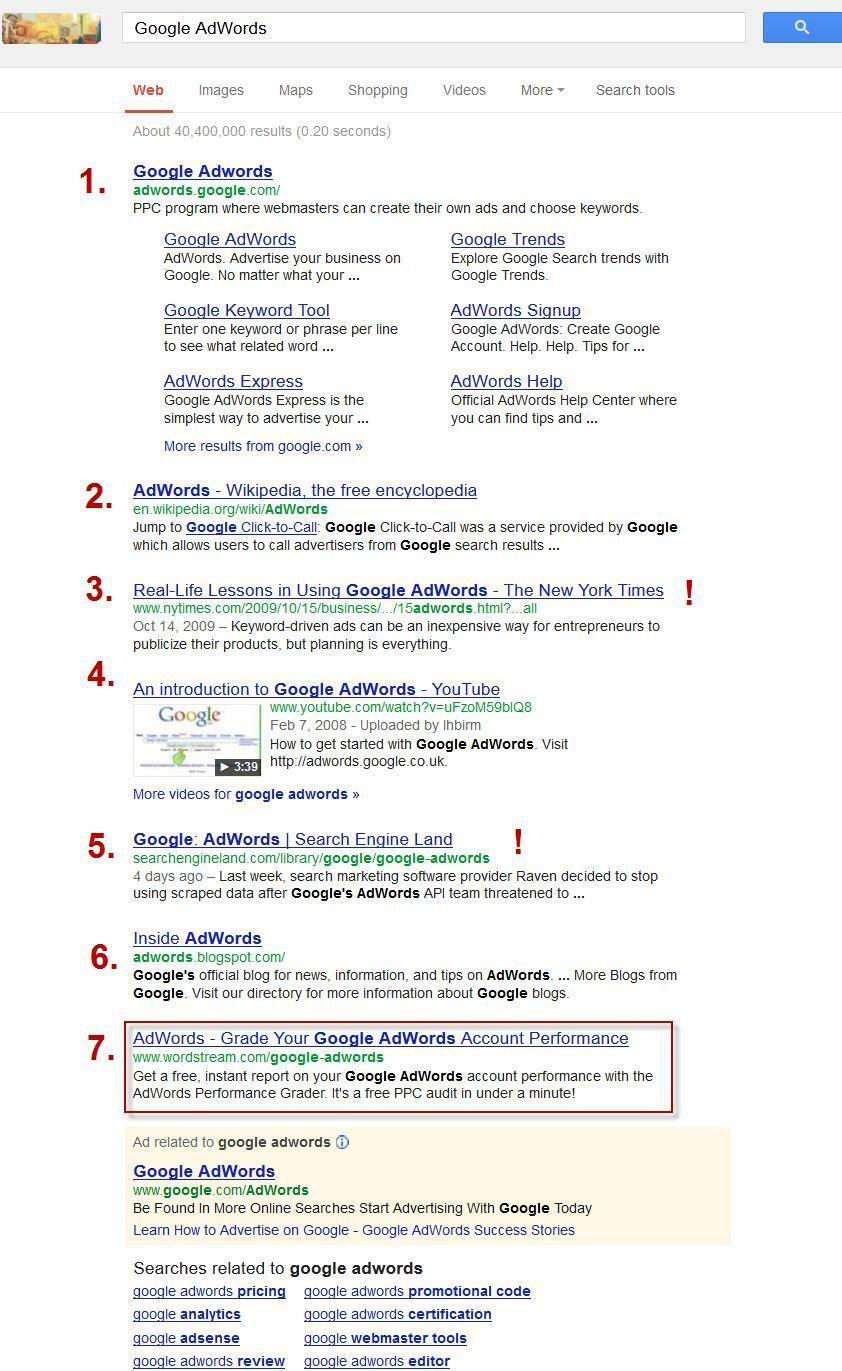 Google AdWords
Web Images Maps Shopping Videos More Search tools
About 40,400,000 results (0.20 seconds)
1.
Google Adwords
adwords.google.com/
PPC program where webmasters can create their own ads and choose keywords.
Google AdWords
AdWords. Advertise your business on
Google. No matter what your ...
Google Trends
Explore Google Search trends with
Google Trends.
Google Keyword Tool
Enter one keyword or phrase per line
to see what related word ...
AdWords Signup
Google AdWords: Create Google
Account. Help. Help. Tips for ...
AdWords Express
Google AdWords Express is the
simplest way to advertise your ...
AdWords Help
Official AdWords Help Center where
you can find tips and ...
More results from google.com »
2.
AdWords - Wikipedia, the free encyclopedia
en.wikipedia.org/wiki/AdWords
Jump to Google Click-to-Call: Google Click-to-Call was a service provided by Google
which allows users to call advertisers from Google search results ...
3.
Real-Life Lessons in Using Google AdWords - The New York Times !
www.nytimes.com/2009/10/15/business/.../15adwords.html?...all
Oct 14, 2009 – Keyword-driven ads can be an inexpensive way for entrepreneurs to
publicize their products, but planning is everything.
4.
An introduction to Google AdWords - YouTube
www.youtube.com/watch?v=uFzoM59blQ8
Feb 7, 2008 - Uploaded by lhbirm
How to get started with Google AdWords. Visit
http://adwords.google.co.uk.
Google
3:39
More videos for google adwords »
5.
Google: AdWords | Search Engine Land !
searchengineland.com/library/google/google-adwords
4 days ago – Last week, search marketing software provider Raven decided to stop
using scraped data after Google's AdWords API team threatened to ...
6.
Inside AdWords
adwords.blogspot.com/
Google's official blog for news, information, and tips on AdWords. ... More Blogs from
Google. Visit our directory for more information about Google blogs.
7.
AdWords - Grade Your Google AdWords Account Performance
www.wordstream.com/google-adwords
Get a free, instant report on your Google AdWords account performance with the
AdWords Performance Grader. It's a free PPC audit in under a minute!
Ad related to google adwords
Google AdWords
www.google.com/AdWords
Be Found In More Online Searches Start Advertising With Google Today
Learn How to Advertise on Google - Google AdWords Success Stories
Searches related to google adwords
google adwords pricing google adwords promotional code
google analytics google adwords certification
google adsense google webmaster tools
google adwords review google adwords editor